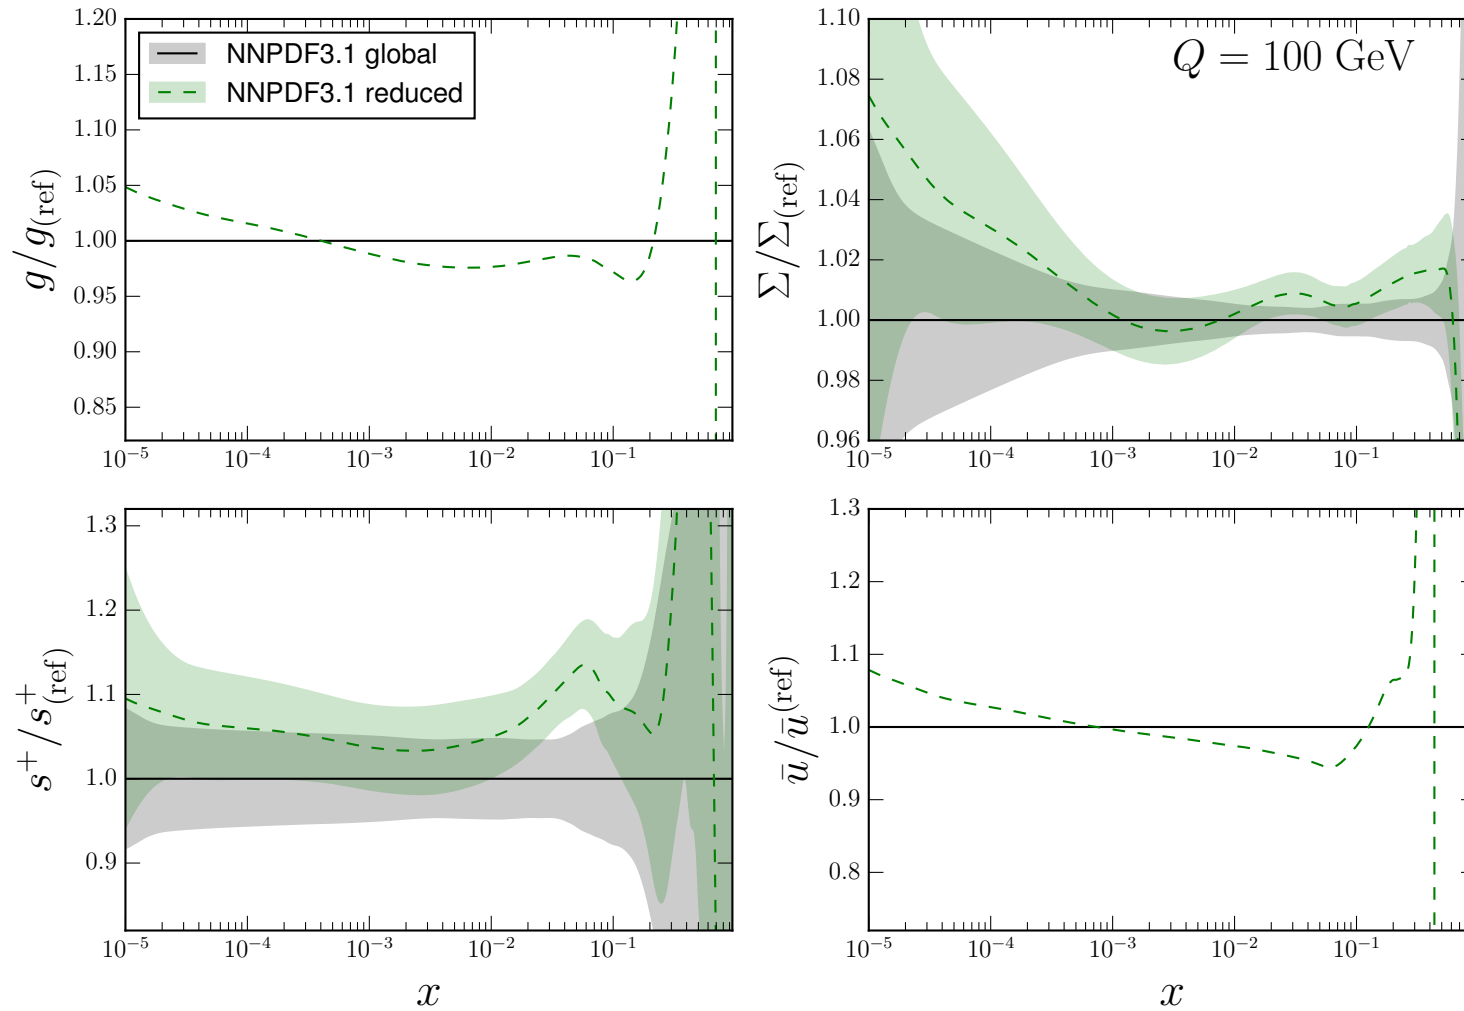 1.20
1.15
1.10
1.05
1.00
0.95
0.90
0.85
g/g(ref)
NNPDF3.1 global
NNPDF3.1 reduced
10⁻⁵ 10⁻⁴ 10⁻³ 10⁻² 10⁻¹
1.10
1.08
1.06
1.04
1.02
1.00
0.98
0.96
Σ/Σ(ref)
Q = 100 GeV
10⁻⁵ 10⁻⁴ 10⁻³ 10⁻² 10⁻¹
1.3
1.2
1.1
1.0
0.9
s⁺/s⁺(ref)
10⁻⁵ 10⁻⁴ 10⁻³ 10⁻² 10⁻¹
x
1.3
1.2
1.1
1.0
0.9
0.8
ū/ū(ref)
10⁻⁵ 10⁻⁴ 10⁻³ 10⁻² 10⁻¹
x